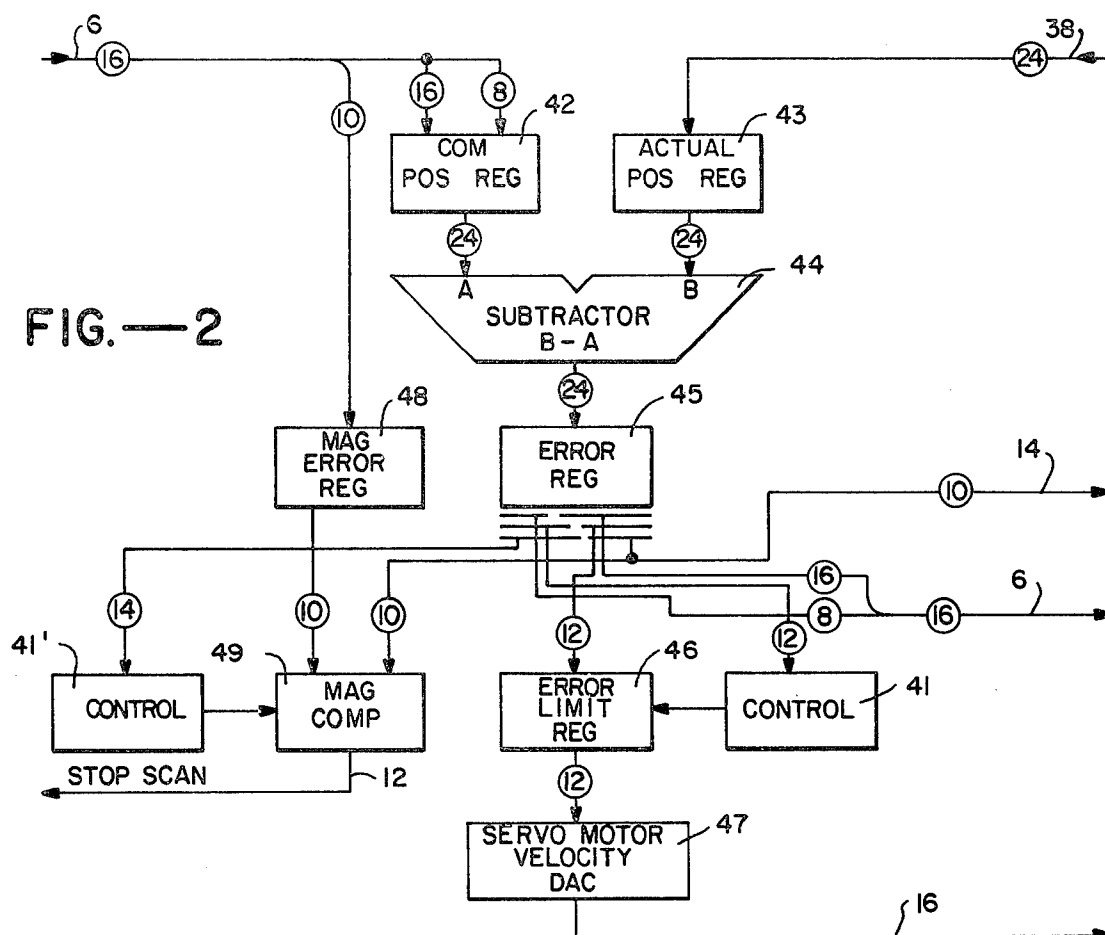 6
16
38
24
16
8
42
43
10
COM
POS REG
ACTUAL
POS REG
24
24
44
A
B
SUBTRACTOR
B-A
FIG.—2
24
48
45
MAG
ERROR
REG
ERROR
REG
14
10
16
6
14
10
10
8
16
12
12
41'
49
46
41
CONTROL
MAG
COMP
ERROR
LIMIT
REG
CONTROL
STOP SCAN
12
12
47
SERVO MOTOR
VELOCITY
DAC
16